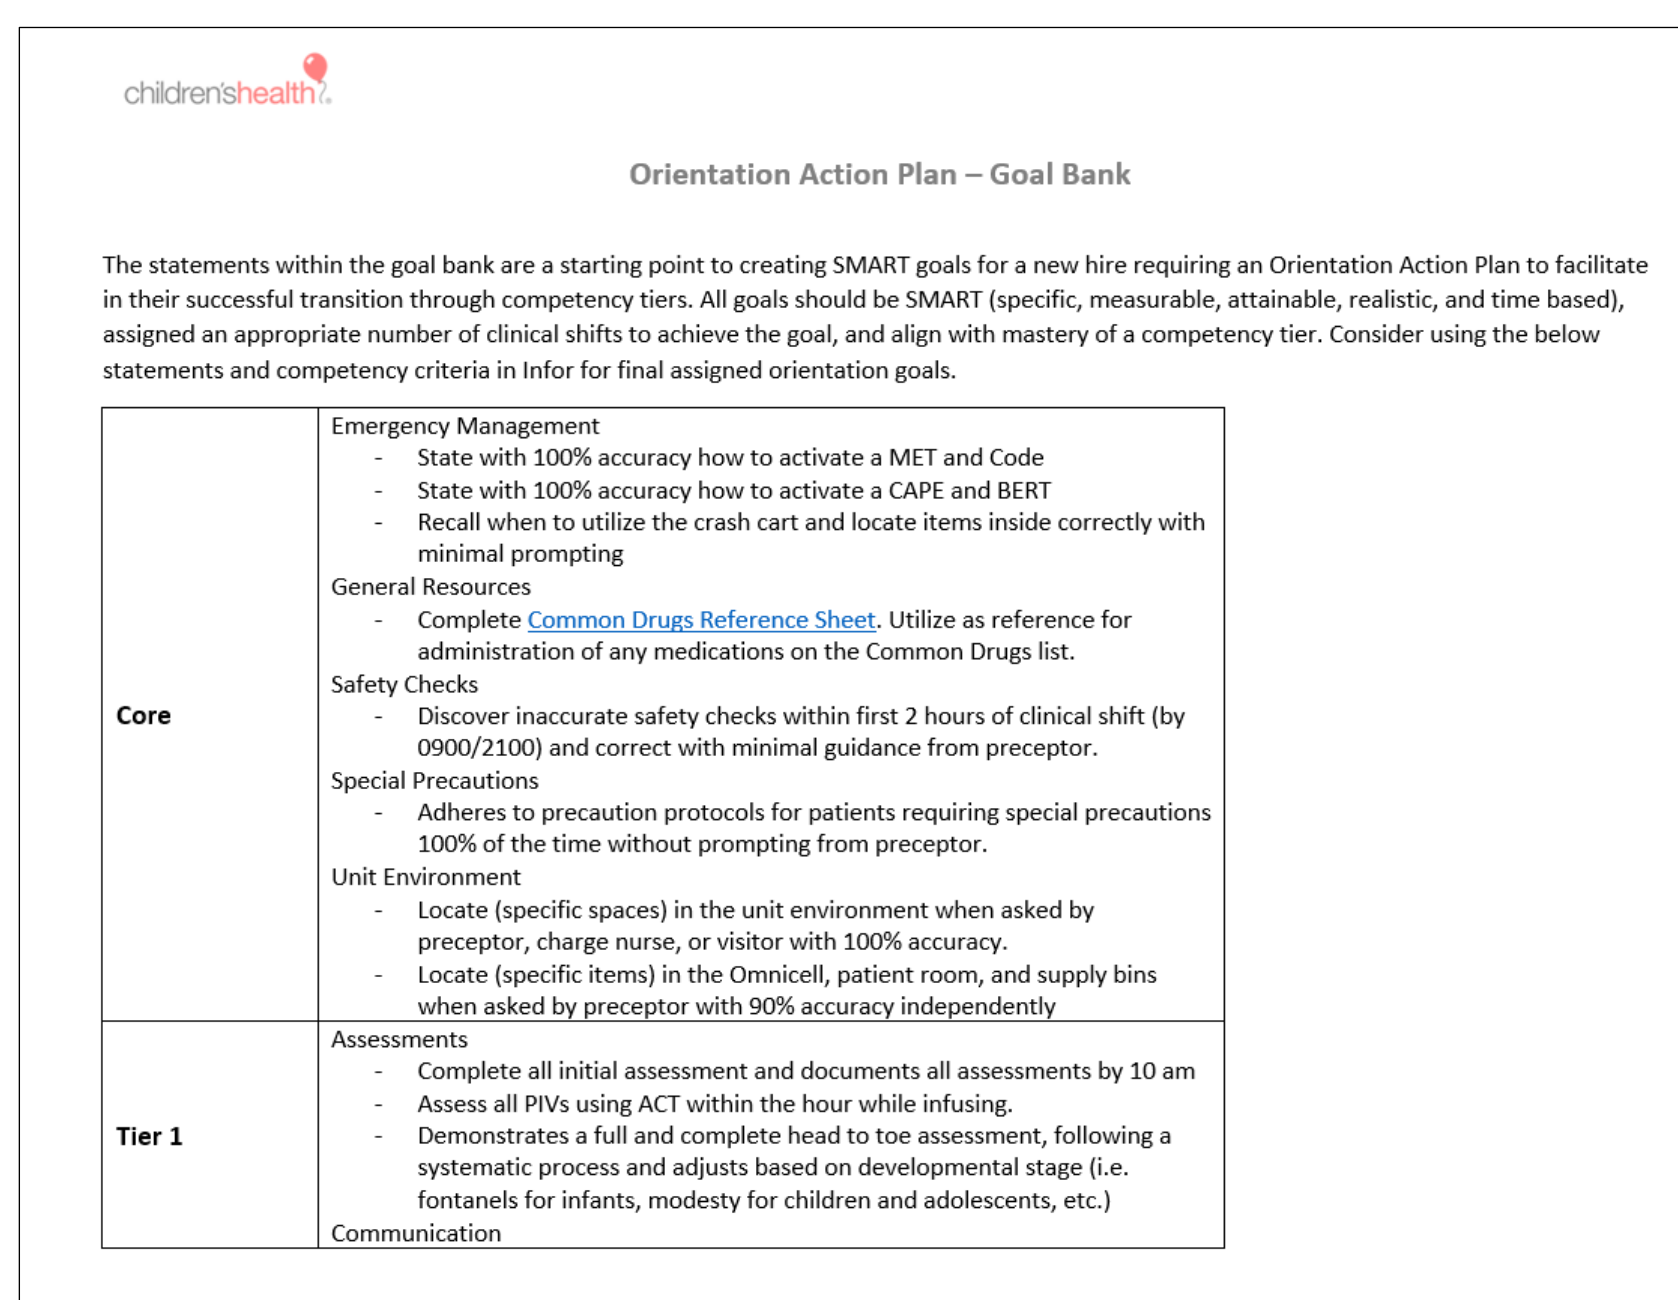 children'shealth
Orientation Action Plan – Goal Bank
The statements within the goal bank are a starting point to creating SMART goals for a new hire requiring an Orientation Action Plan to facilitate
in their successful transition through competency tiers. All goals should be SMART (specific, measurable, attainable, realistic, and time based),
assigned an appropriate number of clinical shifts to achieve the goal, and align with mastery of a competency tier. Consider using the below
statements and competency criteria in Infor for final assigned orientation goals.
Core
Emergency Management
- State with 100% accuracy how to activate a MET and Code
- State with 100% accuracy how to activate a CAPE and BERT
- Recall when to utilize the crash cart and locate items inside correctly with
minimal prompting
General Resources
- Complete Common Drugs Reference Sheet. Utilize as reference for
administration of any medications on the Common Drugs list.
Safety Checks
- Discover inaccurate safety checks within first 2 hours of clinical shift (by
0900/2100) and correct with minimal guidance from preceptor.
Special Precautions
- Adheres to precaution protocols for patients requiring special precautions
100% of the time without prompting from preceptor.
Unit Environment
- Locate (specific spaces) in the unit environment when asked by
preceptor, charge nurse, or visitor with 100% accuracy.
- Locate (specific items) in the Omnicell, patient room, and supply bins
when asked by preceptor with 90% accuracy independently
Tier 1
Assessments
- Complete all initial assessment and documents all assessments by 10 am
- Assess all PIVs using ACT within the hour while infusing.
- Demonstrates a full and complete head to toe assessment, following a
systematic process and adjusts based on developmental stage (i.e.
fontanels for infants, modesty for children and adolescents, etc.)
Communication